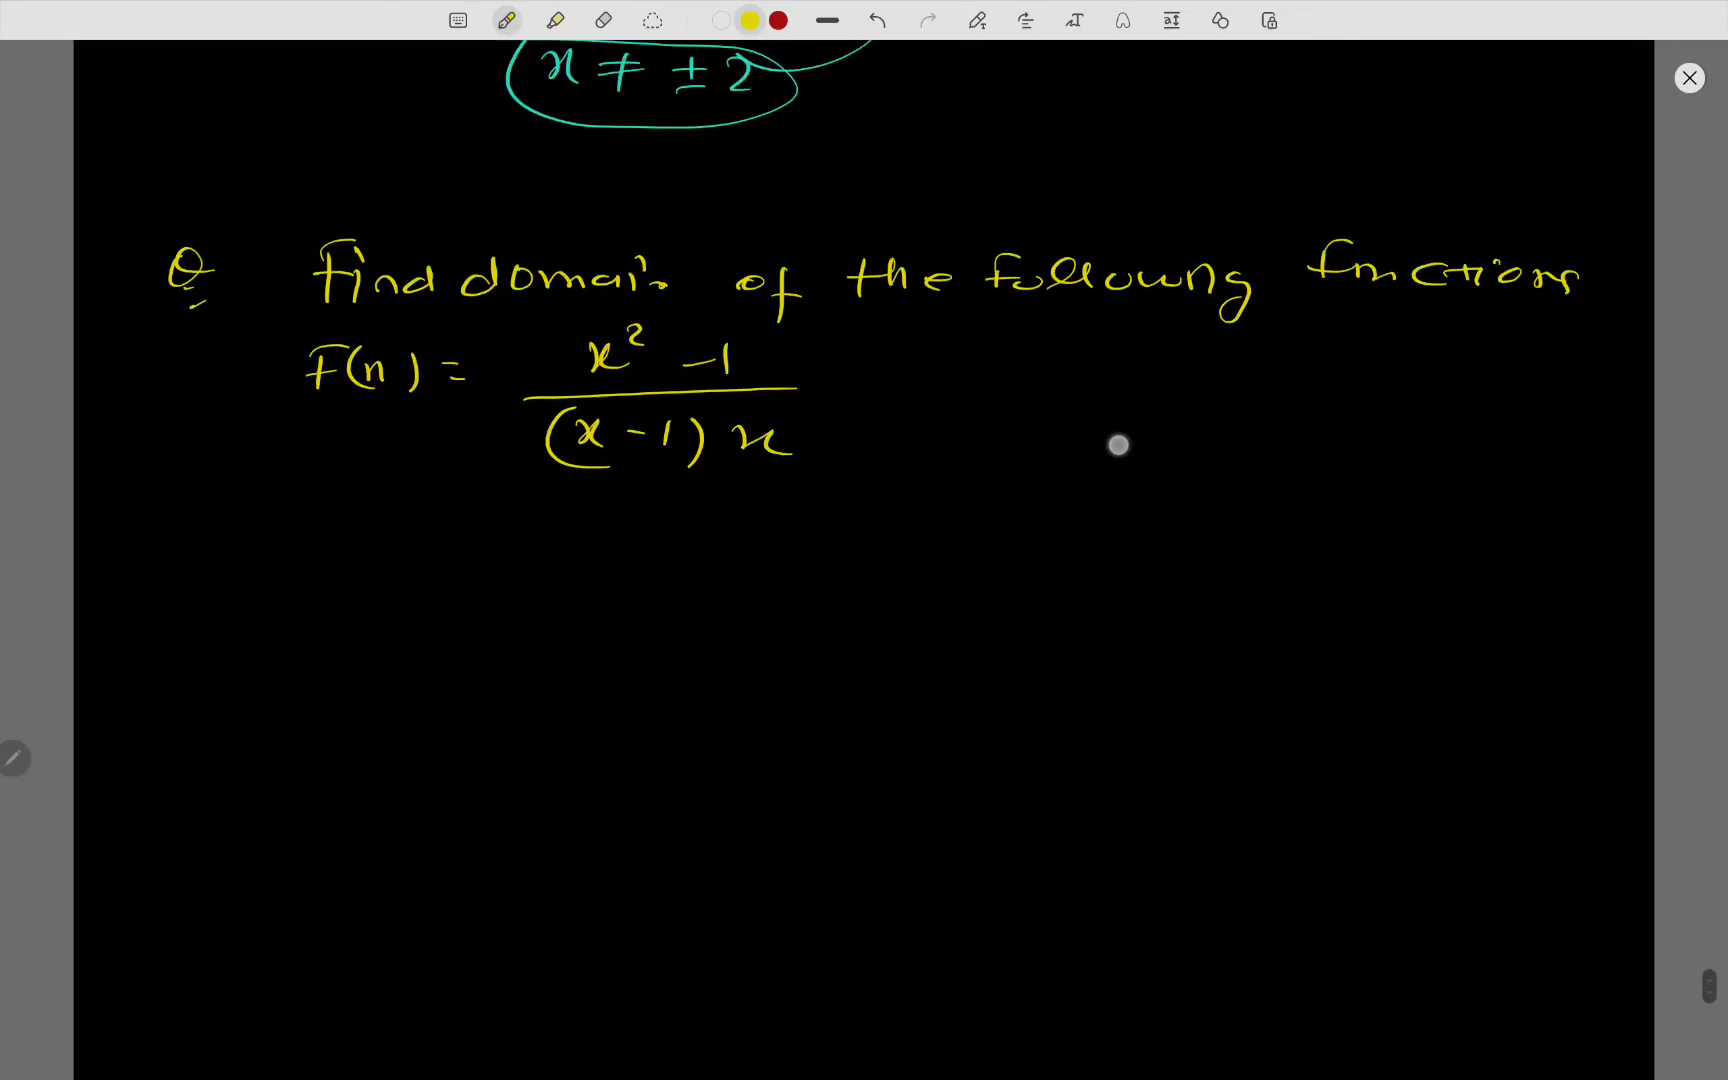 x ≠ ± 2
Q Find domain of the following functions
F(n) = x² - 1 / (x - 1) x